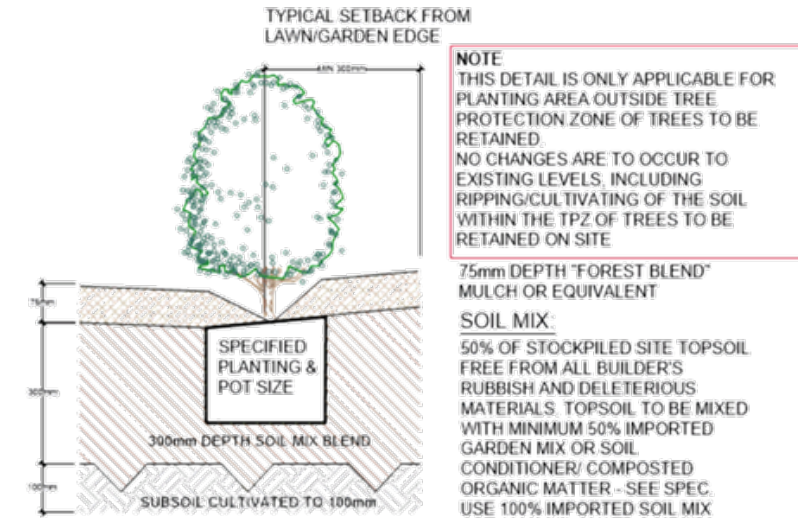 TYPICAL SETBACK FROM
LAWN/GARDEN EDGE
MIN 300mm
NOTE
THIS DETAIL IS ONLY APPLICABLE FOR
PLANTING AREA OUTSIDE TREE
PROTECTION ZONE OF TREES TO BE
RETAINED.
NO CHANGES ARE TO OCCUR TO
EXISTING LEVELS, INCLUDING
RIPPING/CULTIVATING OF THE SOIL
WITHIN THE TPZ OF TREES TO BE
RETAINED ON SITE
75mm DEPTH "FOREST BLEND"
MULCH OR EQUIVALENT
SOIL MIX:
50% OF STOCKPILED SITE TOPSOIL
FREE FROM ALL BUILDER'S
RUBBISH AND DELETERIOUS
MATERIALS. TOPSOIL TO BE MIXED
WITH MINIMUM 50% IMPORTED
GARDEN MIX OR SOIL
CONDITIONER/ COMPOSTED
ORGANIC MATTER - SEE SPEC.
USE 100% IMPORTED SOIL MIX
75mm
300mm
100mm
SPECIFIED
PLANTING &
POT SIZE
300mm DEPTH SOIL MIX BLEND
SUBSOIL CULTIVATED TO 100mm